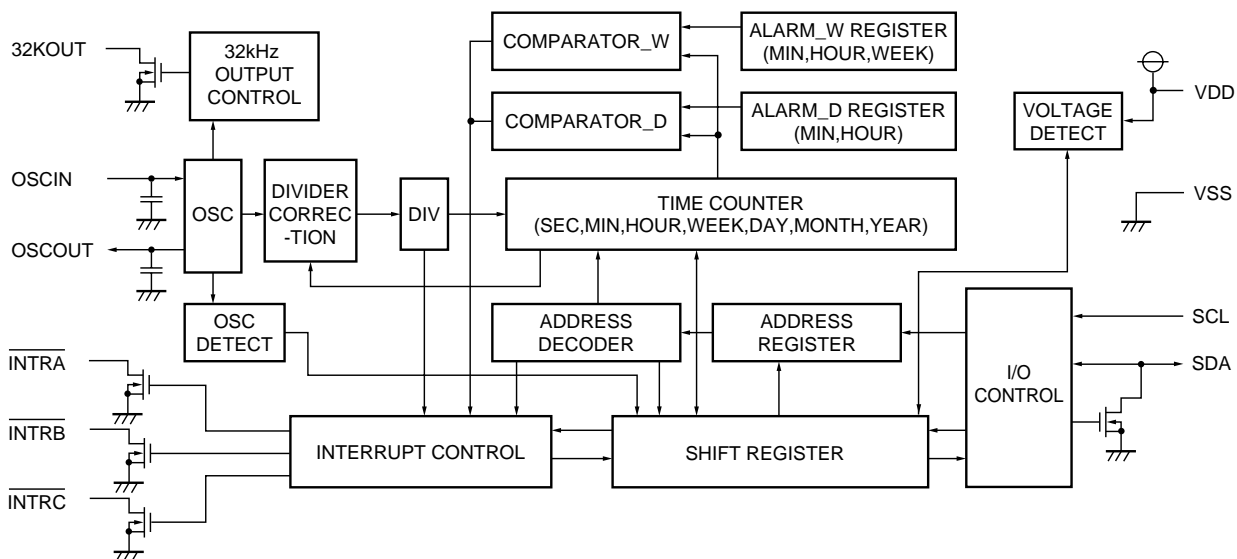 32KOUT
32kHz
OUTPUT
CONTROL
COMPARATOR_W
ALARM_W REGISTER
(MIN,HOUR,WEEK)
COMPARATOR_D
ALARM_D REGISTER
(MIN,HOUR)
VOLTAGE
DETECT
VDD
OSCIN
OSC
DIVIDER
CORREC
-TION
DIV
TIME COUNTER
(SEC,MIN,HOUR,WEEK,DAY,MONTH,YEAR)
VSS
OSCOUT
OSC
DETECT
ADDRESS
DECODER
ADDRESS
REGISTER
I/O
CONTROL
SCL
SDA
INTRA
INTRB
INTRC
INTERRUPT CONTROL
SHIFT REGISTER